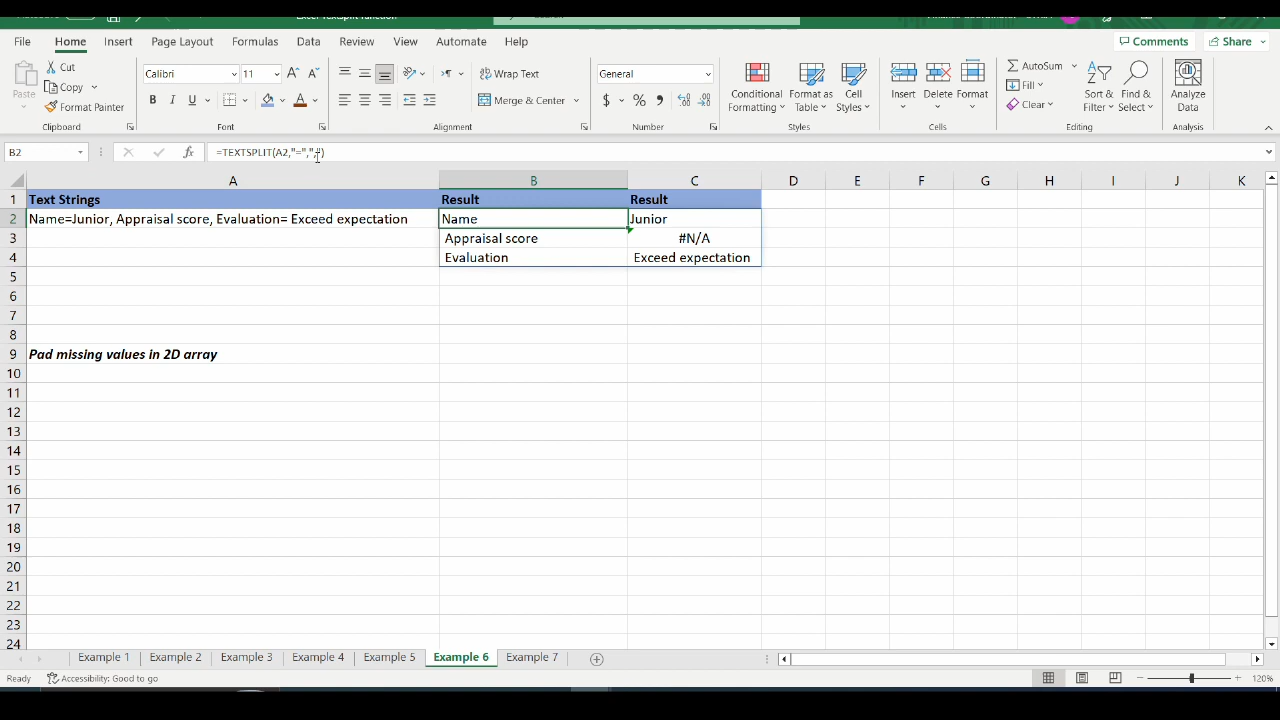 File Home Insert Page Layout Formulas Data Review View Automate Help Comments Share
Paste Cut Copy Format Painter Clipboard
Calibri 11 A A B I U A Font
Wrap Text Merge & Center Alignment
General $ % 9 Number
Conditional Formatting Format as Table Cell Styles Styles
Insert Delete Format Cells
AutoSum Fill Clear Sort & Filter Find & Select Editing
Analyze Data Analysis
B2 fx =TEXTSPLIT(A2,"=",",")
A B C D E F G H I J K
1 Text Strings Result Result
2 Name=Junior, Appraisal score, Evaluation= Exceed expectation Name Junior
3 Appraisal score #N/A
4 Evaluation Exceed expectation
5
6
7
8
9 Pad missing values in 2D array
10
11
12
13
14
15
16
17
18
19
20
21
22
23
24
Example 1 Example 2 Example 3 Example 4 Example 5 Example 6 Example 7
Ready Accessibility: Good to go 120%